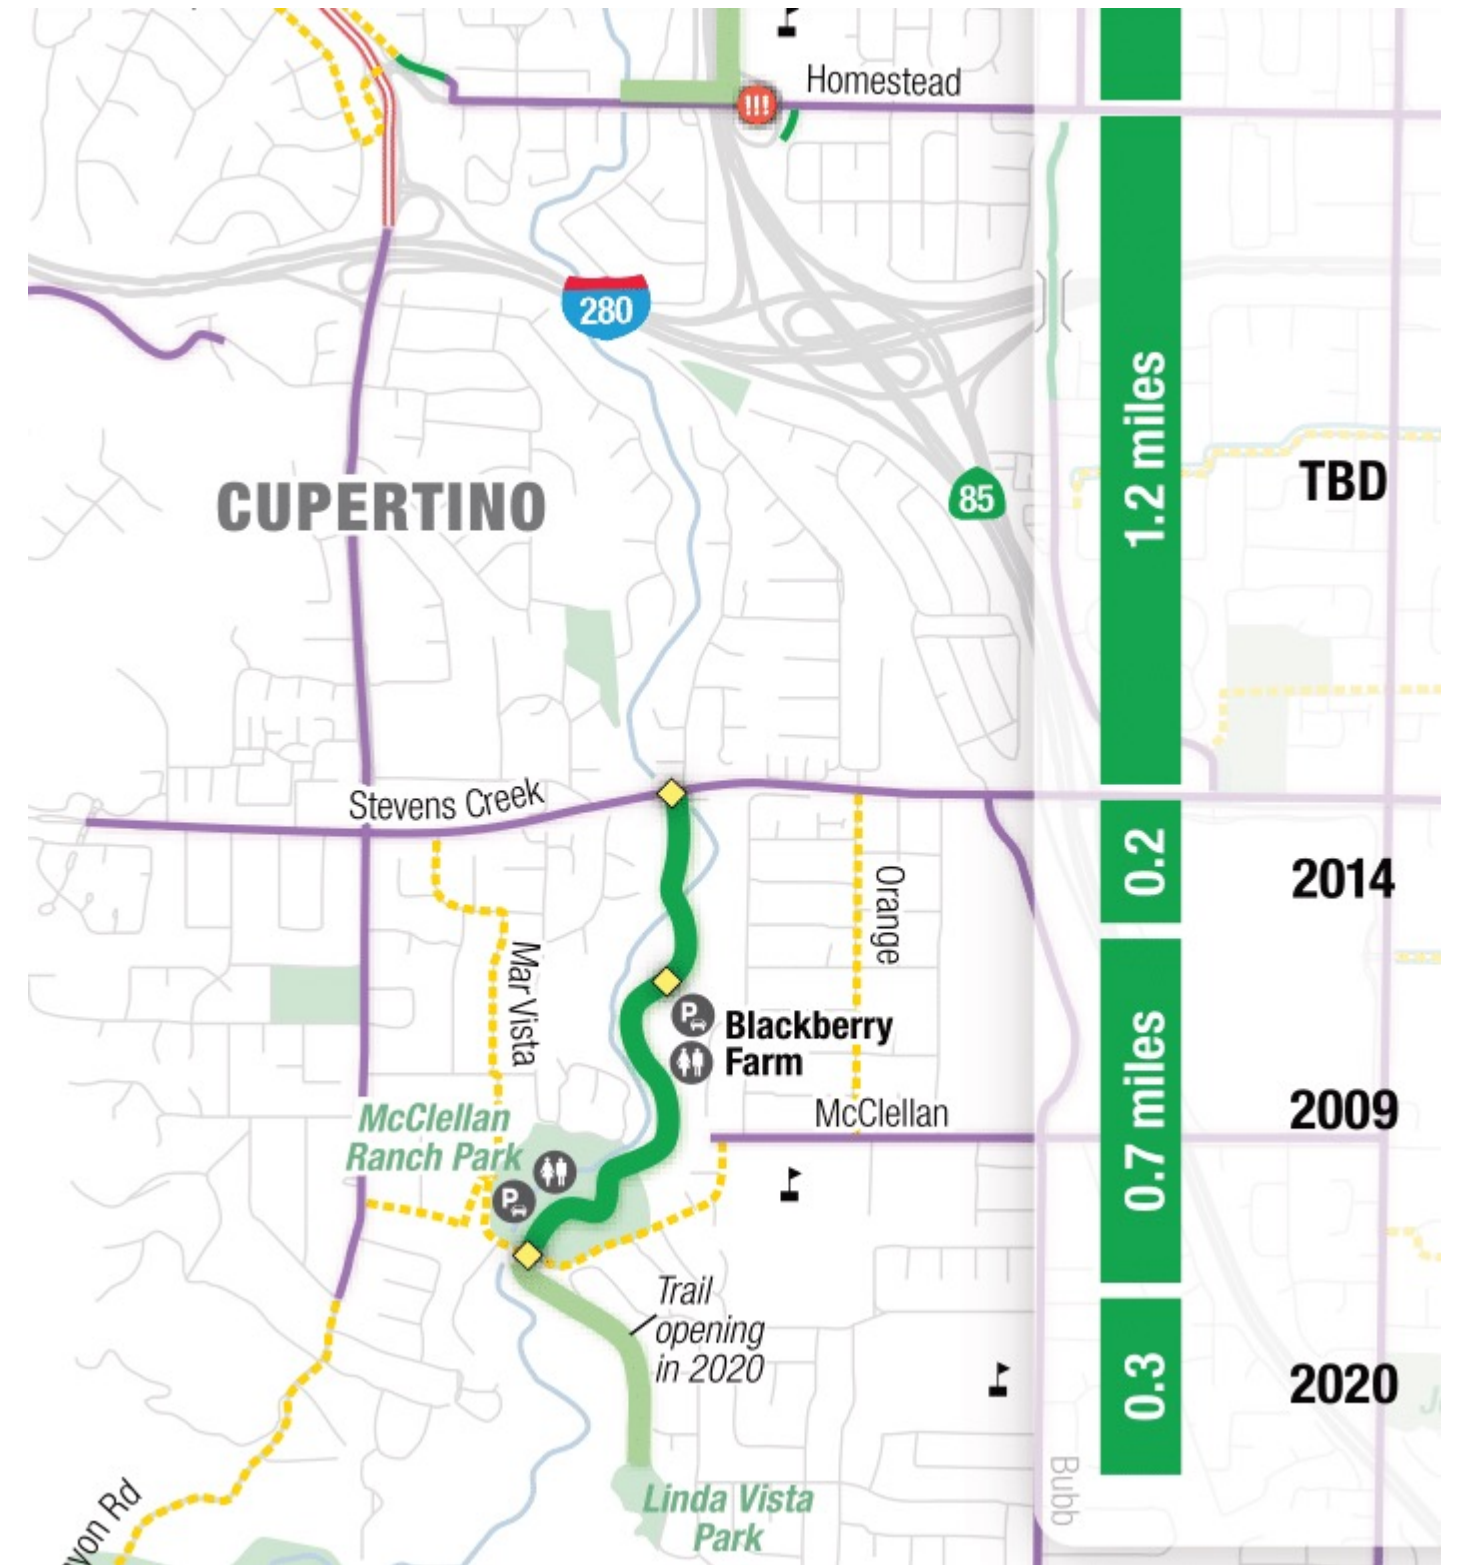 Homestead
280
1.2 miles
TBD
85
CUPERTINO
Stevens Creek
0.2
2014
Orange
Mar Vista
P
Blackberry
Farm
McClellan
0.7 miles
2009
McClellan
Ranch Park
P
Trail
opening
in 2020
0.3
2020
Bubb
Linda Vista
Park
yon Rd